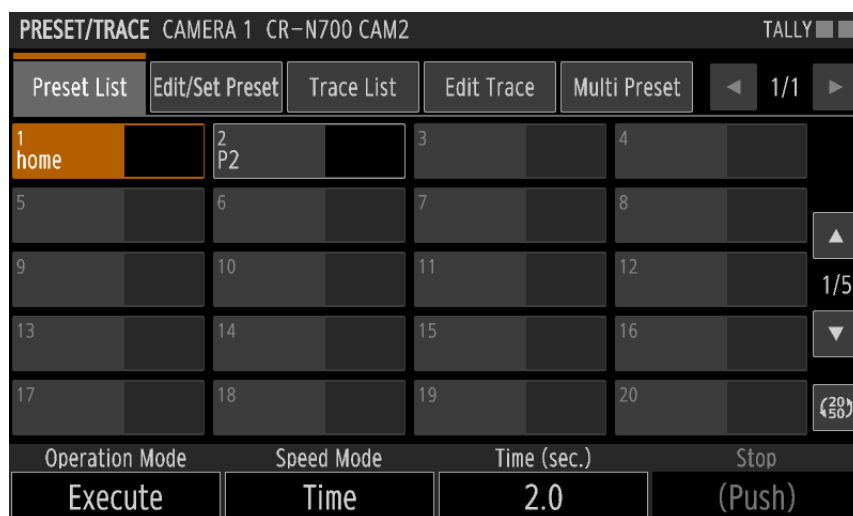 PRESET/TRACE CAMERA 1 CR-N700 CAM2 TALLY
Preset List Edit/Set Preset Trace List Edit Trace Multi Preset ◀ 1/1 ▶
1 2 3 4
home P2
5 6 7 8
▲
9 10 11 12
1/5
13 14 15 16
▼
17 18 19 20
20
50
Operation Mode Speed Mode Time (sec.) Stop
Execute Time 2.0 (Push)